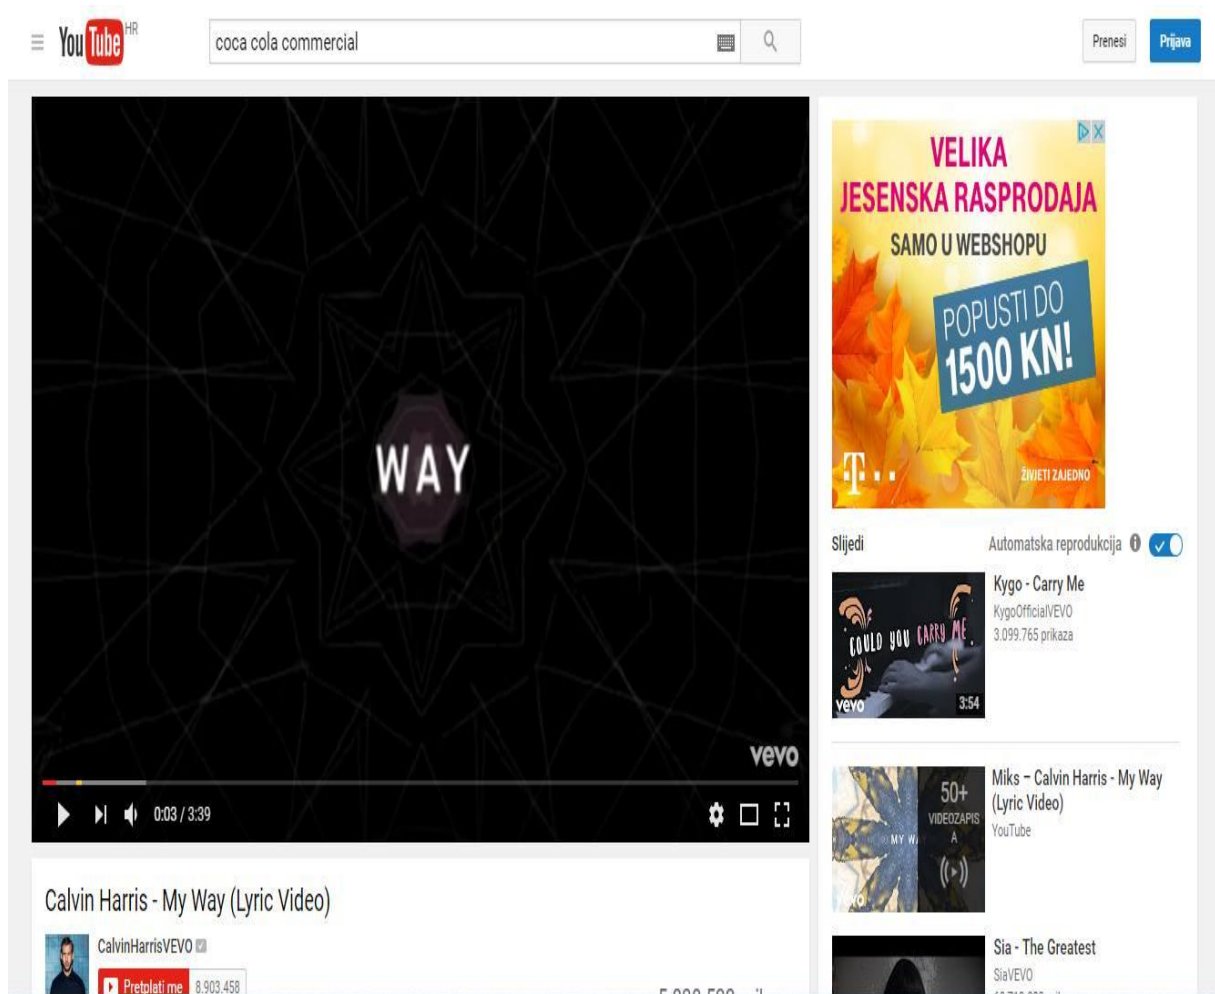 YouTube HR
coca cola commercial
Prenesi
Prijava
WAY
vevo
0:03 / 3:39
Calvin Harris - My Way (Lyric Video)
CalvinHarrisVEVO
Pretplati me 8.903.458
VELIKA
JESENSKA RASPRODAJA
SAMO U WEBSHOPU
POPUSTI DO
1500 KN!
T
ŽIVJETI ZAJEDNO
Slijedi
Automatska reprodukcija
COULD YOU CARRY ME
vevo
3:54
Kygo - Carry Me
KygoOfficialVEVO
3.099.765 prikaza
MY WAY
50+
VIDEOZAPIS
A
vevo
Miks – Calvin Harris - My Way
(Lyric Video)
YouTube
Sia - The Greatest
SiaVEVO